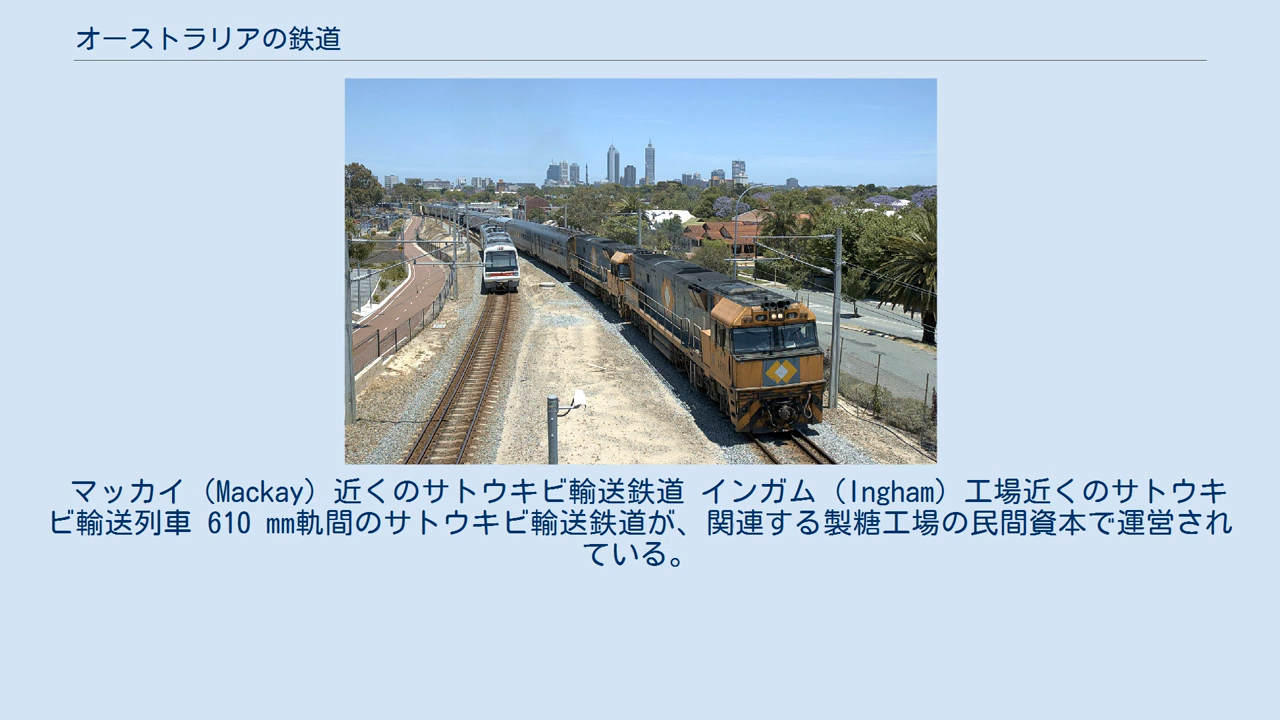 オーストラリアの鉄道
マッカイ（Mackay）近くのサトウキビ輸送鉄道 インガム（Ingham）工場近くのサトウキ
ビ輸送列車 610 mm軌間のサトウキビ輸送鉄道が、関連する製糖工場の民間資本で運営され
ている。